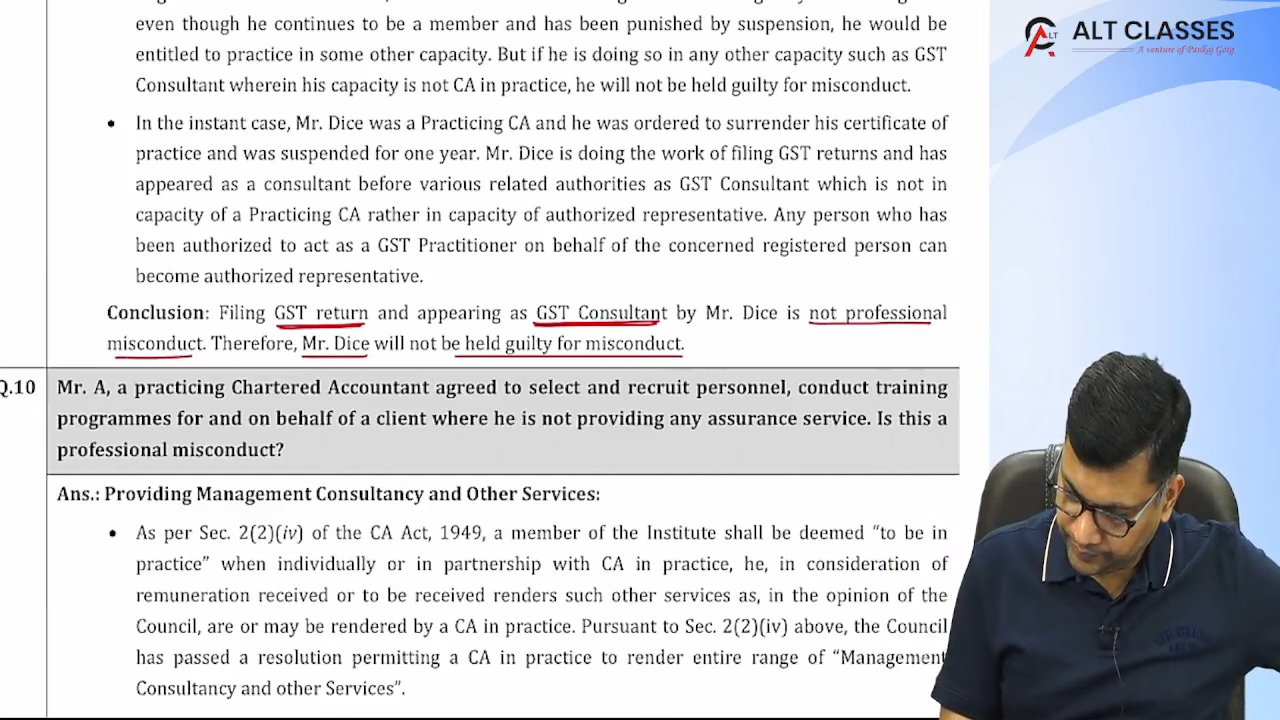 even though he continues to be a member and has been punished by suspension, he would be
entitled to practice in some other capacity. But if he is doing so in any other capacity such as GST
Consultant wherein his capacity is not CA in practice, he will not be held guilty for misconduct.
• In the instant case, Mr. Dice was a Practicing CA and he was ordered to surrender his certificate of
practice and was suspended for one year. Mr. Dice is doing the work of filing GST returns and has
appeared as a consultant before various related authorities as GST Consultant which is not in
capacity of a Practicing CA rather in capacity of authorized representative. Any person who has
been authorized to act as a GST Practitioner on behalf of the concerned registered person can
become authorized representative.
Conclusion: Filing GST return and appearing as GST Consultant by Mr. Dice is not professional
misconduct. Therefore, Mr. Dice will not be held guilty for misconduct.
Q.10 Mr. A, a practicing Chartered Accountant agreed to select and recruit personnel, conduct training
programmes for and on behalf of a client where he is not providing any assurance service. Is this a
professional misconduct?
Ans.: Providing Management Consultancy and Other Services:
• As per Sec. 2(2)(iv) of the CA Act, 1949, a member of the Institute shall be deemed "to be in
practice" when individually or in partnership with CA in practice, he, in consideration of
remuneration received or to be received renders such other services as, in the opinion of the
Council, are or may be rendered by a CA in practice. Pursuant to Sec. 2(2)(iv) above, the Council
has passed a resolution permitting a CA in practice to render entire range of "Management
Consultancy and other Services".
ALT
ALT CLASSES
A venture of Pankaj Garg